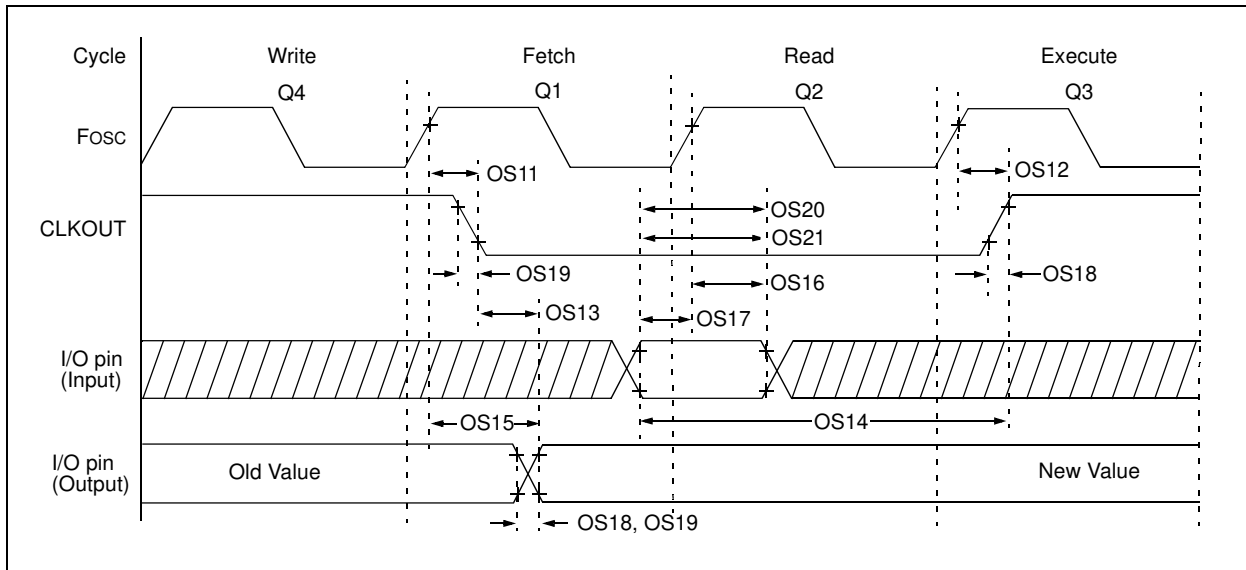 Cycle Write Fetch Read Execute
Q4 Q1 Q2 Q3
FOSC
OS11 OS12
OS20
CLKOUT
OS21
OS19 OS16 OS18
OS13 OS17
I/O pin
(Input)
OS15 OS14
I/O pin
(Output)
Old Value New Value
OS18, OS19